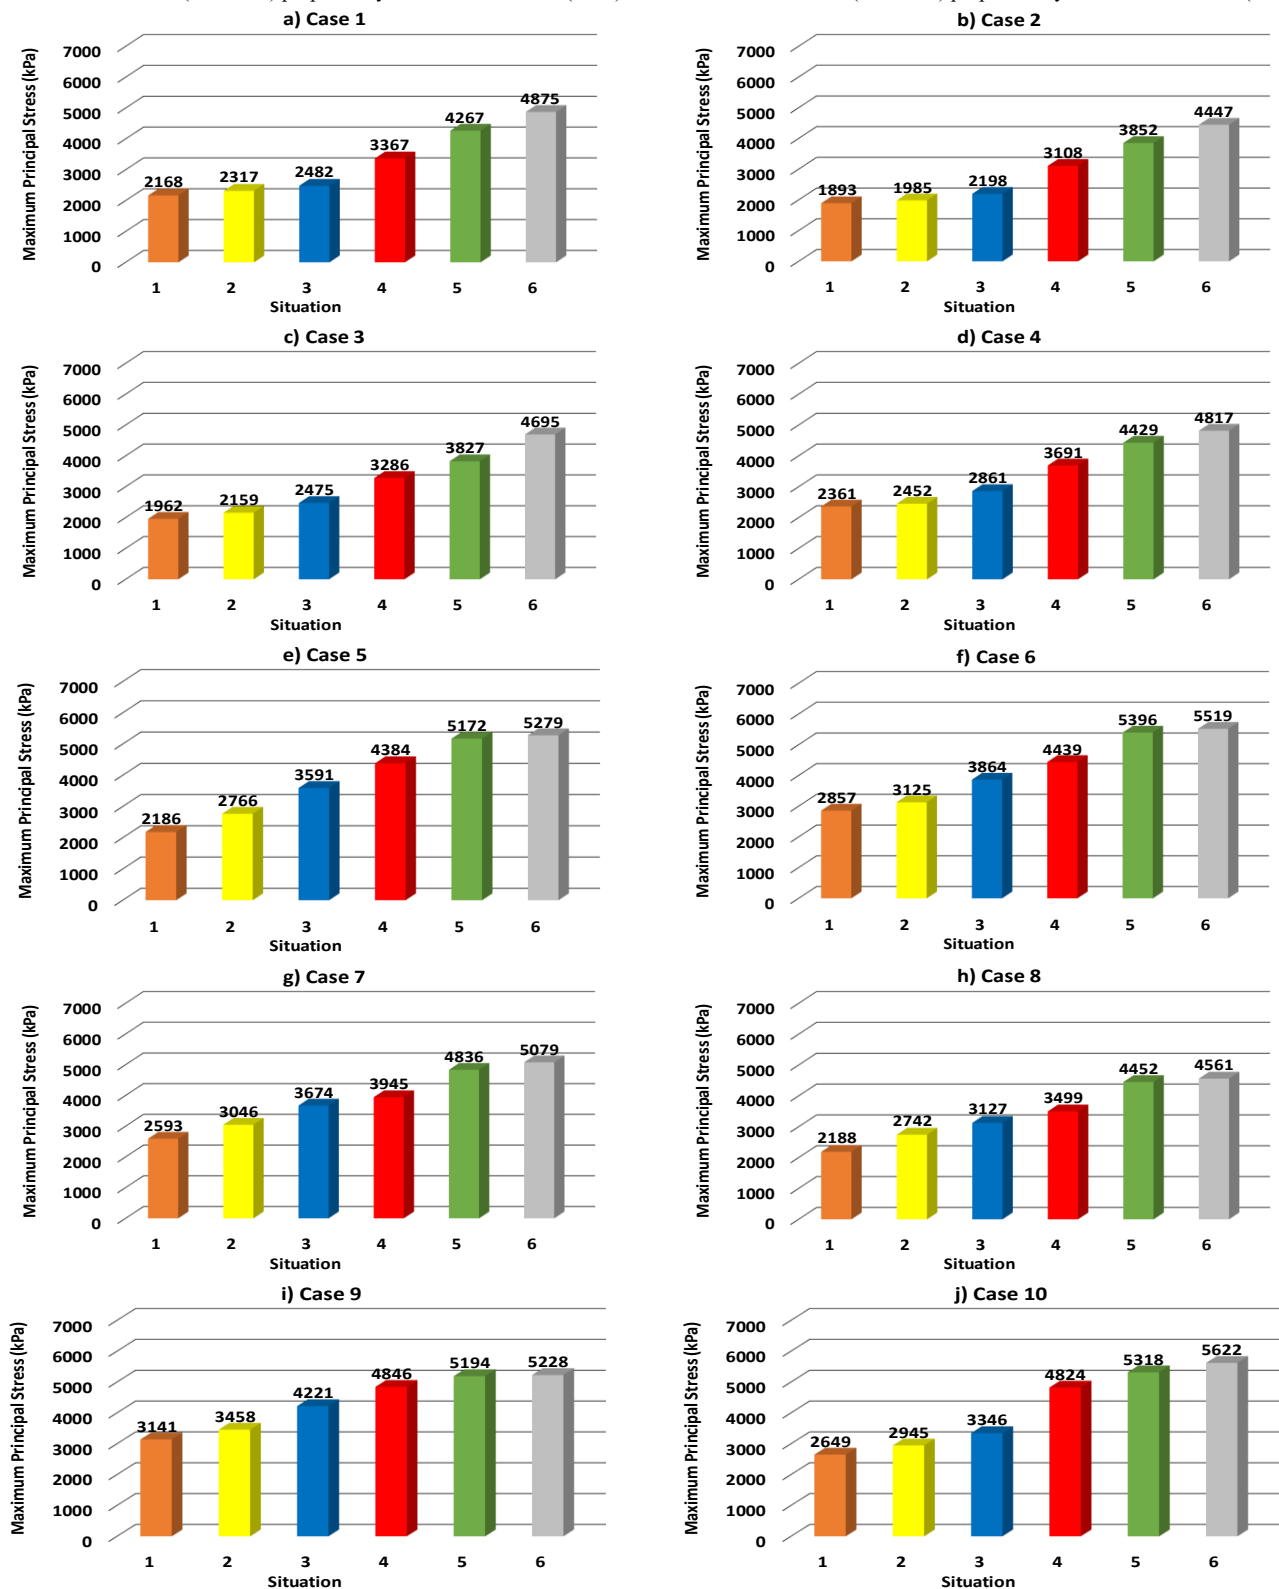 a) Case 1
Maximum Principal Stress (kPa)
7000
6000
5000
4000
3000
2000
1000
0
2168 2317 2482 3367 4267 4875
1 2 3 4 5 6
Situation
b) Case 2
Maximum Principal Stress (kPa)
7000
6000
5000
4000
3000
2000
1000
0
1893 1985 2198 3108 3852 4447
1 2 3 4 5 6
Situation
c) Case 3
Maximum Principal Stress (kPa)
7000
6000
5000
4000
3000
2000
1000
0
1962 2159 2475 3286 3827 4695
1 2 3 4 5 6
Situation
d) Case 4
Maximum Principal Stress (kPa)
7000
6000
5000
4000
3000
2000
1000
0
2361 2452 2861 3691 4429 4817
1 2 3 4 5 6
Situation
e) Case 5
Maximum Principal Stress (kPa)
7000
6000
5000
4000
3000
2000
1000
0
2186 2766 3591 4384 5172 5279
1 2 3 4 5 6
Situation
f) Case 6
Maximum Principal Stress (kPa)
7000
6000
5000
4000
3000
2000
1000
0
2857 3125 3864 4439 5396 5519
1 2 3 4 5 6
Situation
g) Case 7
Maximum Principal Stress (kPa)
7000
6000
5000
4000
3000
2000
1000
0
2593 3046 3674 3945 4836 5079
1 2 3 4 5 6
Situation
h) Case 8
Maximum Principal Stress (kPa)
7000
6000
5000
4000
3000
2000
1000
0
2188 2742 3127 3499 4452 4561
1 2 3 4 5 6
Situation
i) Case 9
Maximum Principal Stress (kPa)
7000
6000
5000
4000
3000
2000
1000
0
3141 3458 4221 4846 5194 5228
1 2 3 4 5 6
Situation
j) Case 10
Maximum Principal Stress (kPa)
7000
6000
5000
4000
3000
2000
1000
0
2649 2945 3346 4824 5318 5622
1 2 3 4 5 6
Situation